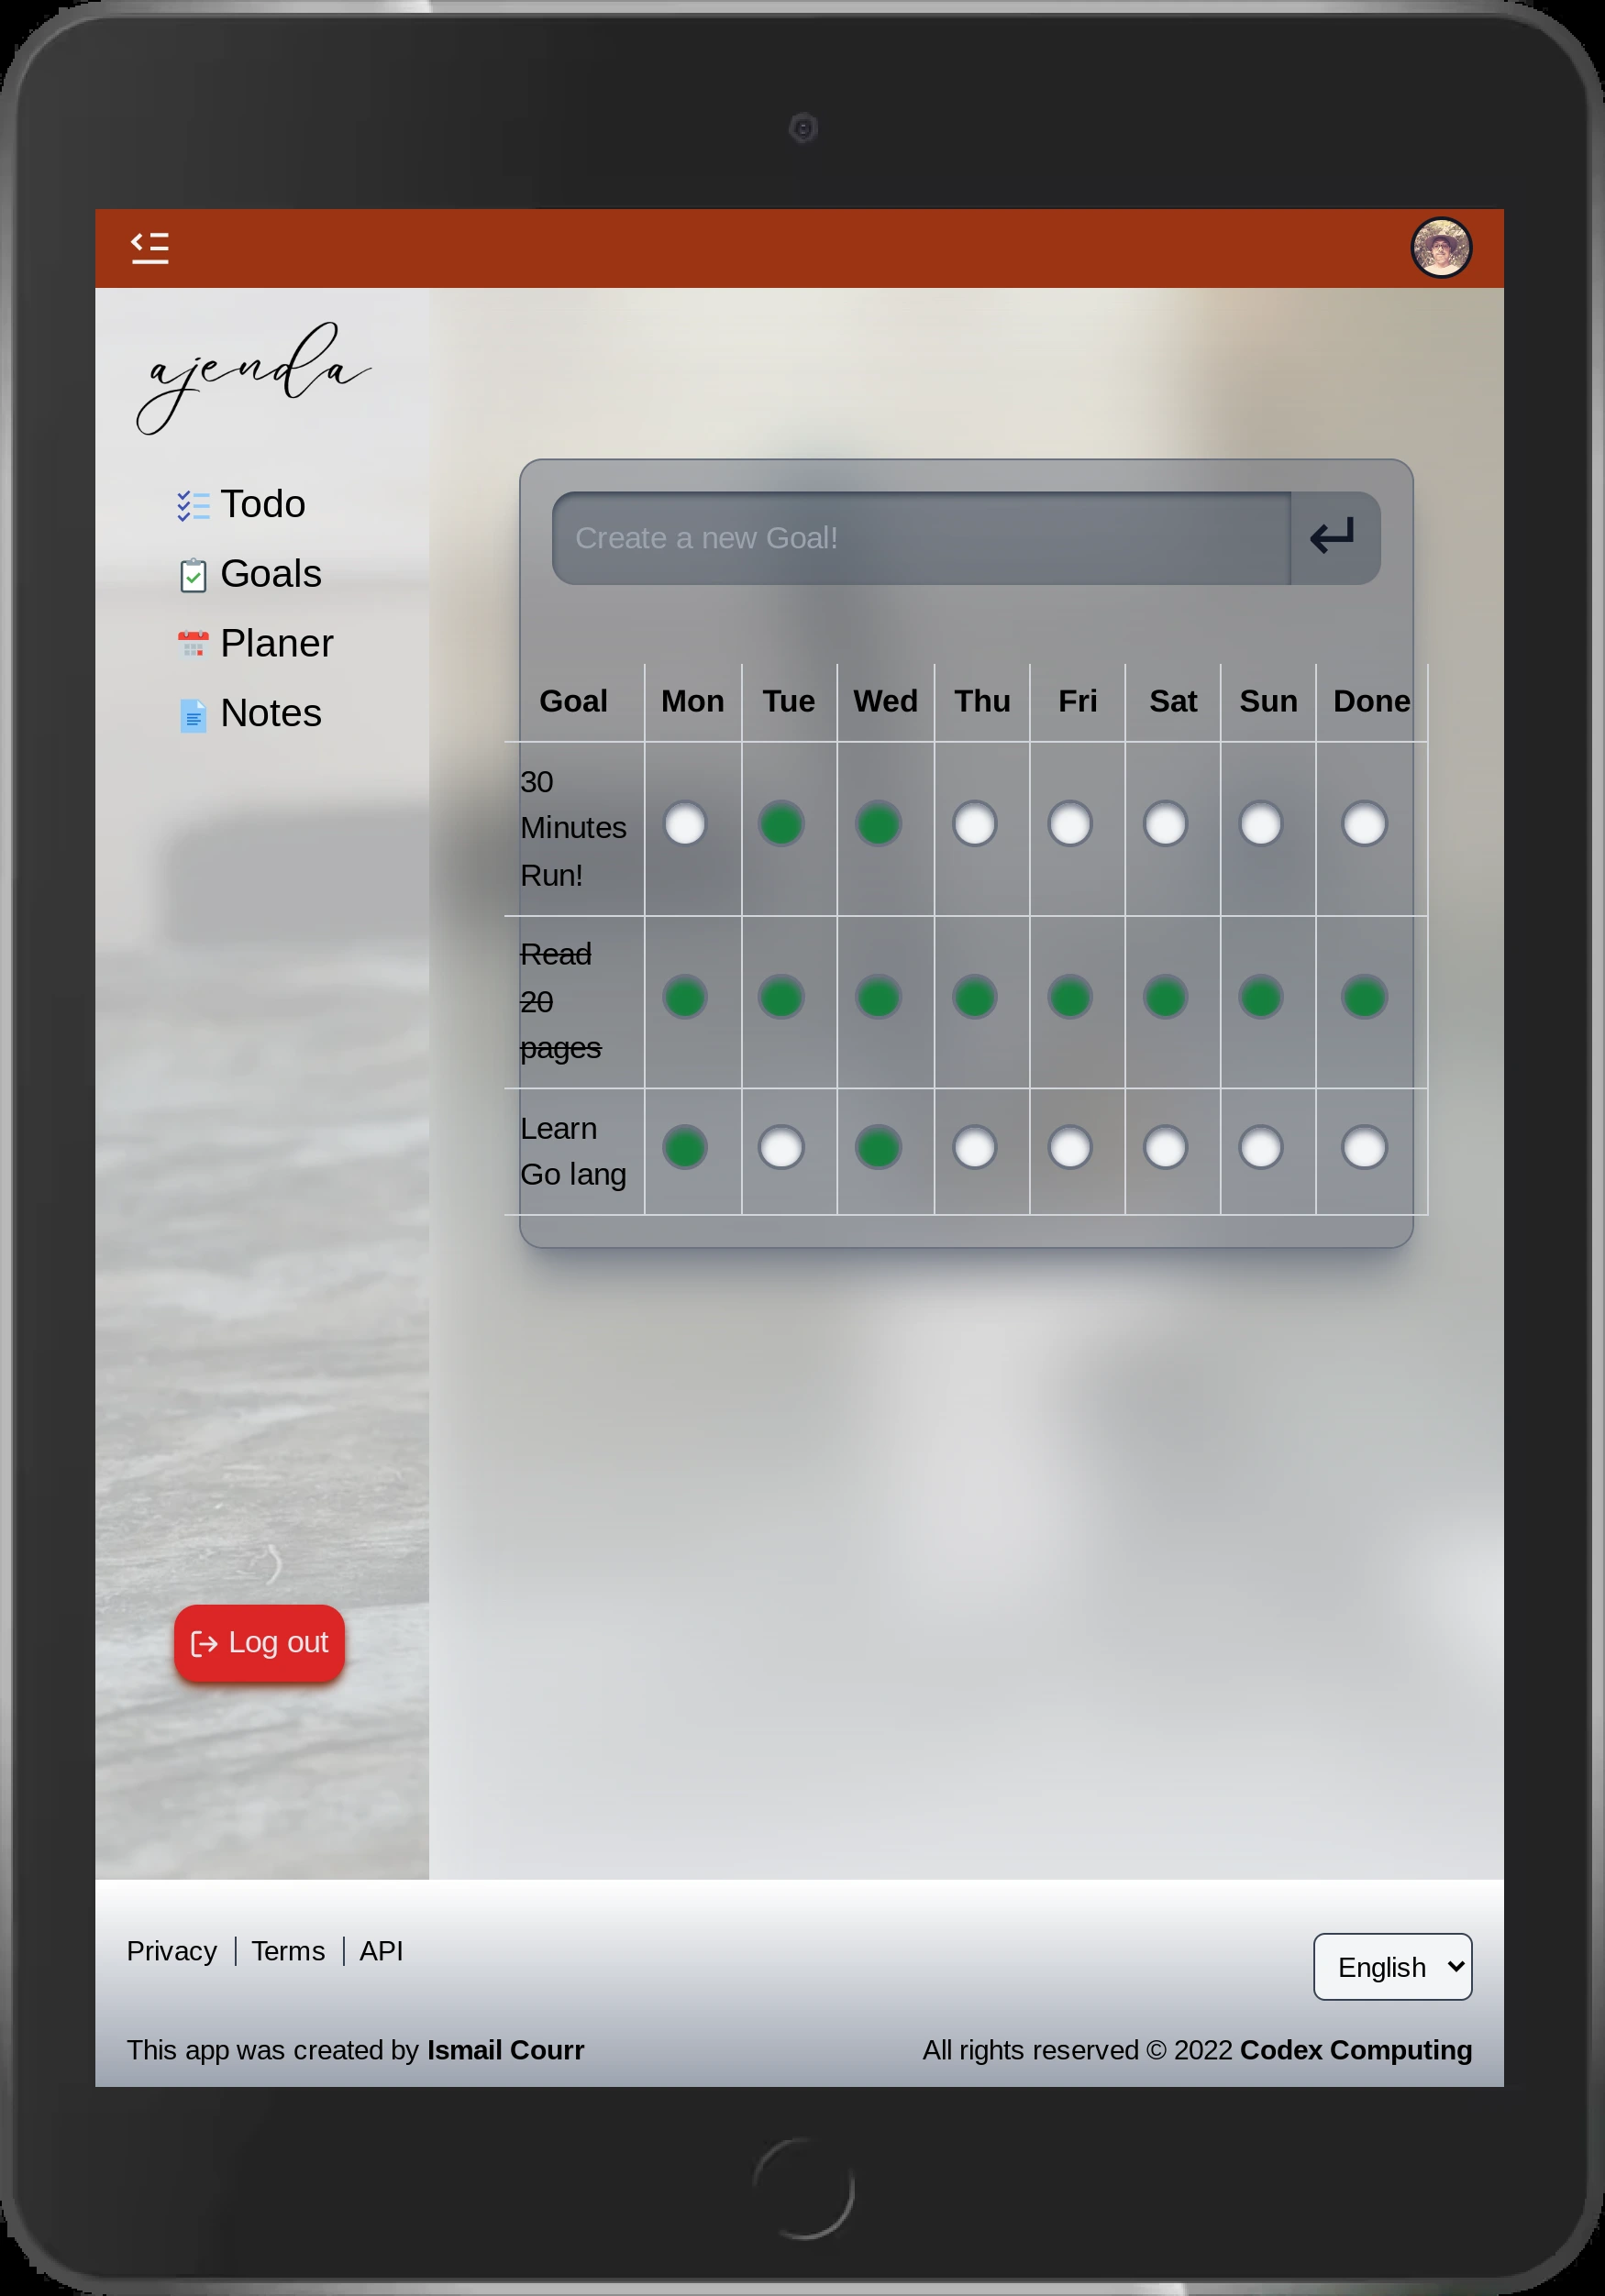 ajenda
Todo
Goals
Planer
Notes
Log out
Create a new Goal!
Goal Mon Tue Wed Thu Fri Sat Sun Done
30
Minutes
Run!
Read
20
pages
Learn
Go lang
Privacy Terms API
English
This app was created by Ismail Courr
All rights reserved © 2022 Codex Computing